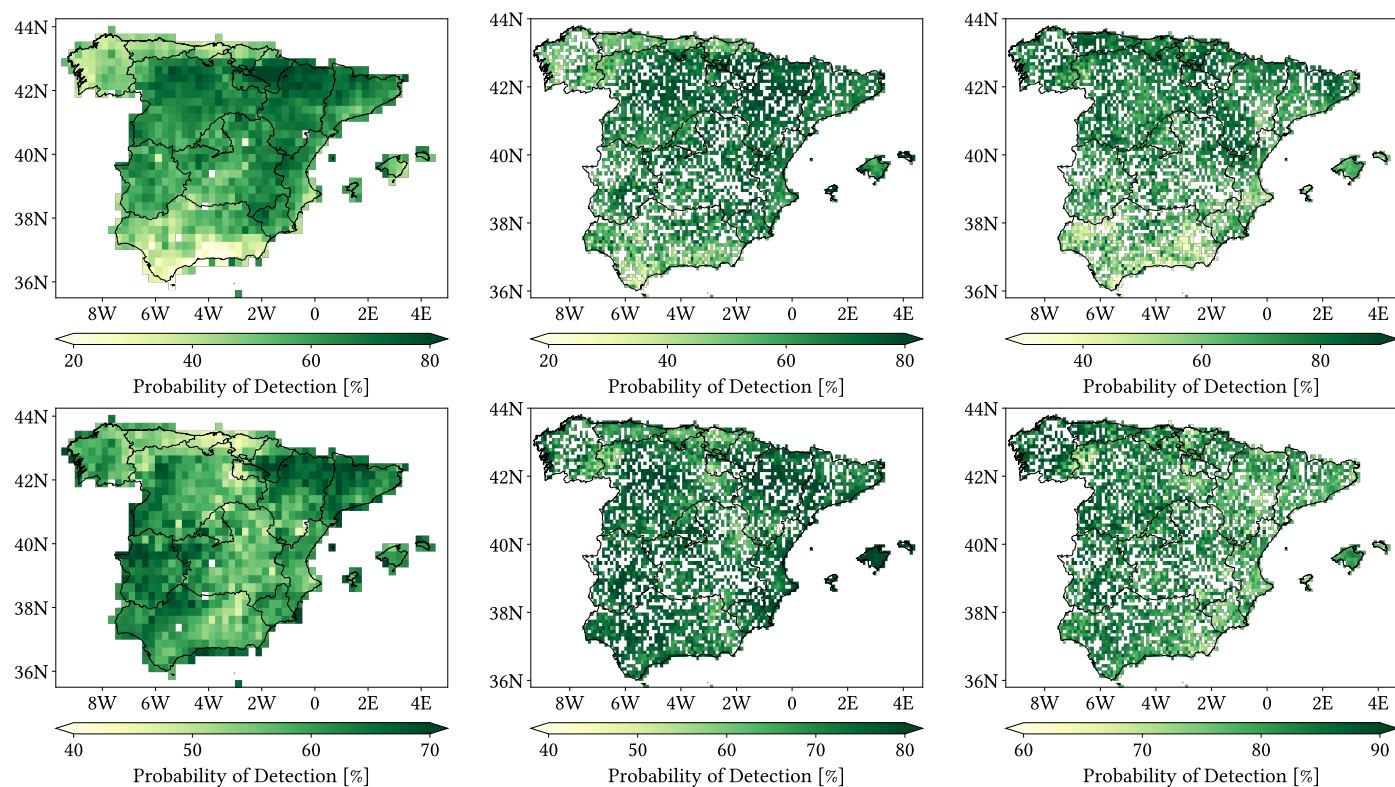 44N
42N
40N
38N
36N
8W 6W 4W 2W 0 2E 4E
20 40 60 80
Probability of Detection [%]
44N
42N
40N
38N
36N
8W 6W 4W 2W 0 2E 4E
20 40 60 80
Probability of Detection [%]
44N
42N
40N
38N
36N
8W 6W 4W 2W 0 2E 4E
40 60 80
Probability of Detection [%]
44N
42N
40N
38N
36N
8W 6W 4W 2W 0 2E 4E
40 50 60 70
Probability of Detection [%]
44N
42N
40N
38N
36N
8W 6W 4W 2W 0 2E 4E
40 50 60 70 80
Probability of Detection [%]
44N
42N
40N
38N
36N
8W 6W 4W 2W 0 2E 4E
60 70 80 90
Probability of Detection [%]